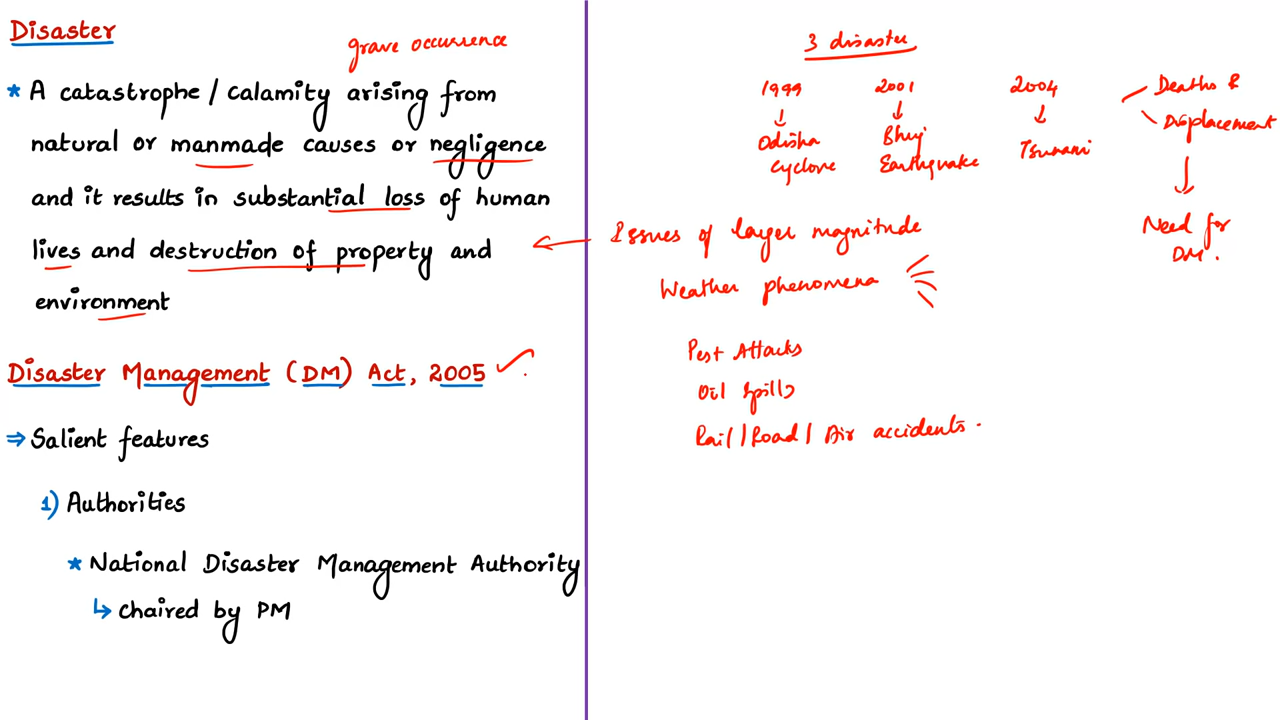 Disaster
grave occurrence
* A catastrophe / calamity arising from
natural or manmade causes or negligence
and it results in substantial loss of human
lives and destruction of property and
environment
Disaster Management (DM) Act, 2005
⇒ Salient features
1) Authorities
* National Disaster Management Authority
↳ chaired by PM
3 disaster
1999 2001 2004
Odisha Cyclone
Bhuj Earthquake
Tsunami
Deaths &
Displacement
Need for
DM.
Issues of larger magnitude
Weather phenomena
Pest Attacks
Oil Spills
Rail / Road / Air accidents.